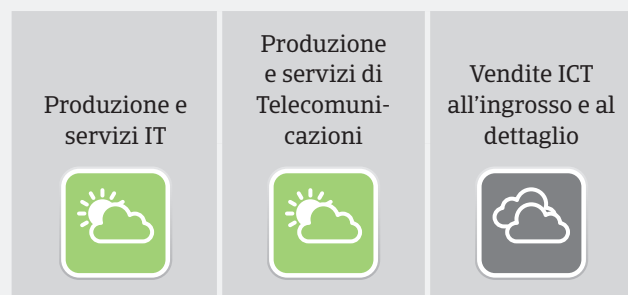 Produzione e
servizi IT
Produzione
e servizi di
Telecomuni-
cazioni
Vendite ICT
all'ingrosso e al
dettaglio